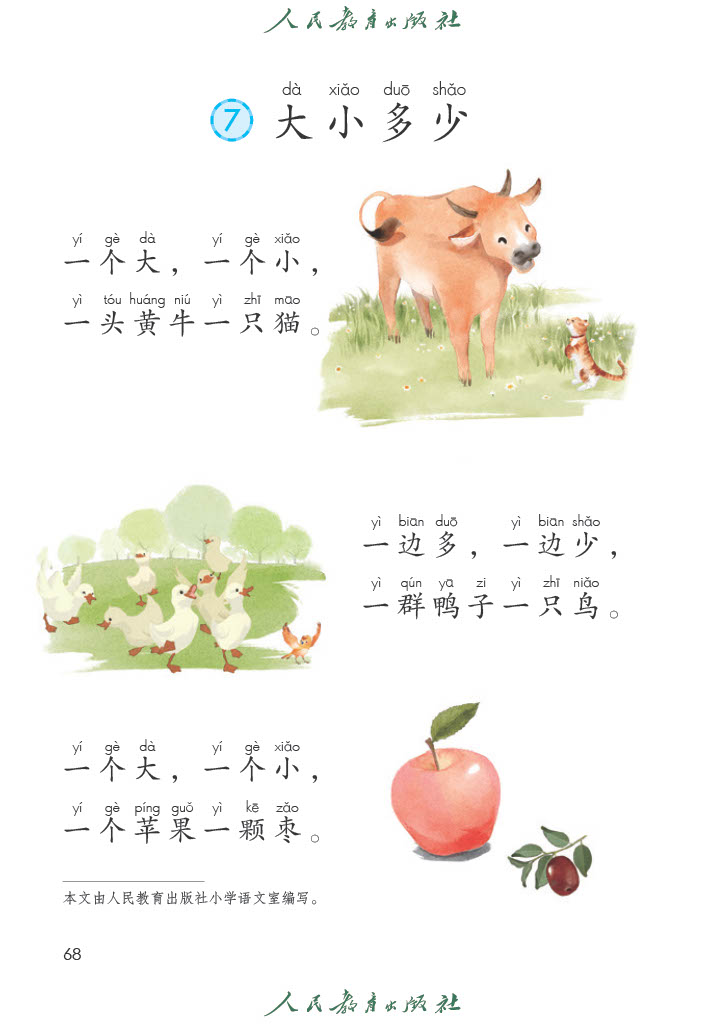 人民教育出版社
dà xiǎo duō shǎo
7 大小多少
yí gè dà yí gè xiǎo
一个大，一个小，
yì tóu huáng niú yì zhī māo
一头黄牛一只猫。
yì biān duō yì biān shǎo
一边多，一边少，
yì qún yā zi yì zhī niǎo
一群鸭子一只鸟。
yí gè dà yí gè xiǎo
一个大，一个小，
yí gè píng guǒ yì kē zǎo
一个苹果一颗枣。
本文由人民教育出版社小学语文室编写。
68
人民教育出版社